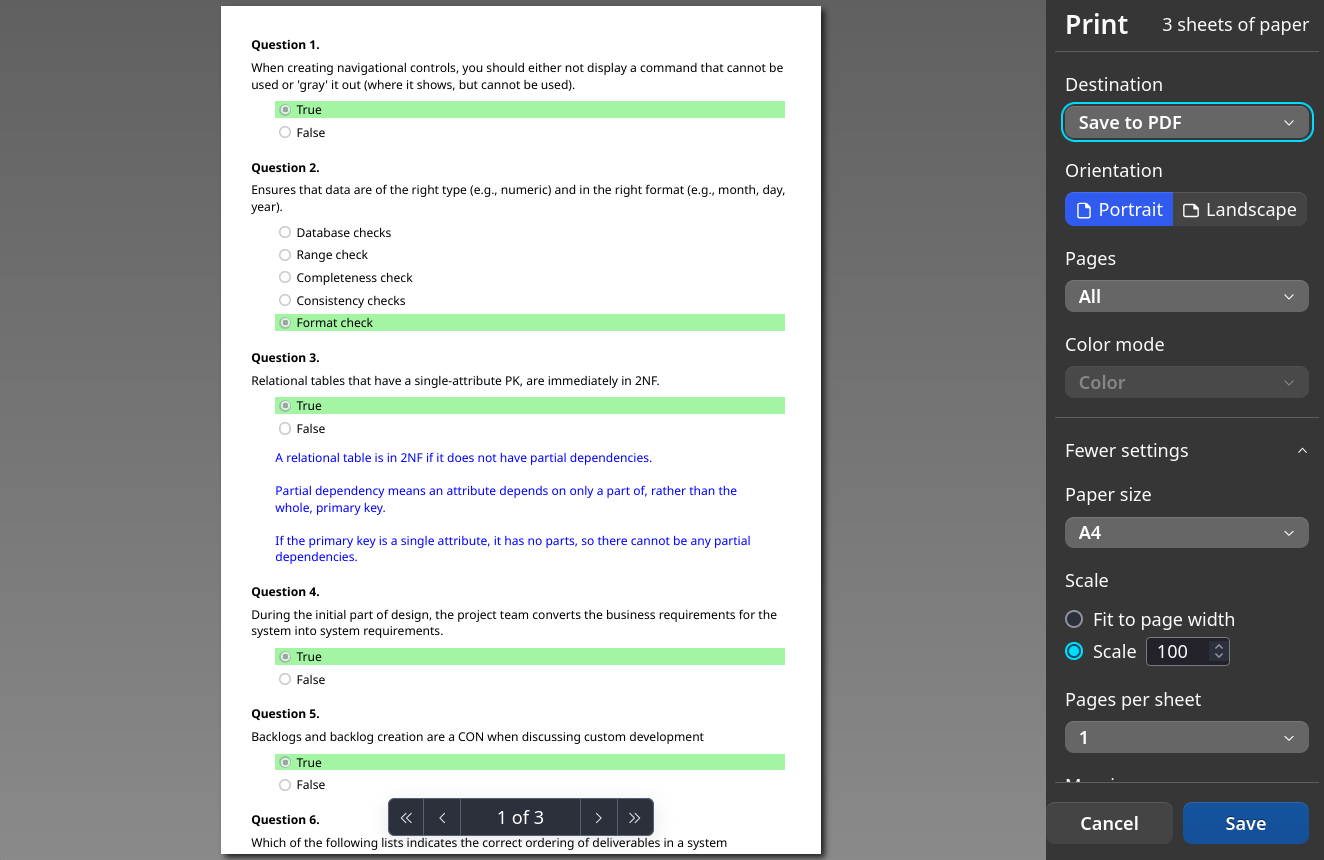 Question 1.
When creating navigational controls, you should either not display a command that cannot be
used or 'gray' it out (where it shows, but cannot be used).
True
False
Question 2.
Ensures that data are of the right type (e.g., numeric) and in the right format (e.g., month, day,
year).
Database checks
Range check
Completeness check
Consistency checks
Format check
Question 3.
Relational tables that have a single-attribute PK, are immediately in 2NF.
True
False
A relational table is in 2NF if it does not have partial dependencies.
Partial dependency means an attribute depends on only a part of, rather than the
whole, primary key.
If the primary key is a single attribute, it has no parts, so there cannot be any partial
dependencies.
Question 4.
During the initial part of design, the project team converts the business requirements for the
system into system requirements.
True
False
Question 5.
Backlogs and backlog creation are a CON when discussing custom development
True
False
Question 6.
Which of the following lists indicates the correct ordering of deliverables in a system
1 of 3
Print
3 sheets of paper
Destination
Save to PDF
Orientation
Portrait
Landscape
Pages
All
Color mode
Color
Fewer settings
Paper size
A4
Scale
Fit to page width
Scale 100
Pages per sheet
1
Cancel
Save